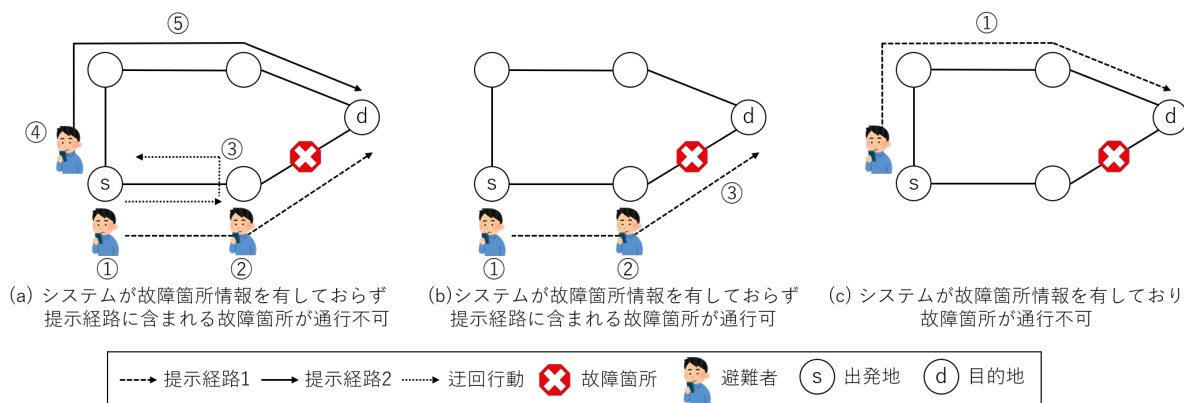 ⑤
④
③
s
d
①
②
(a) システムが故障箇所情報を有しておらず
提示経路に含まれる故障箇所が通行不可
s
d
③
①
②
(b)システムが故障箇所情報を有しておらず
提示経路に含まれる故障箇所が通行可
①
s
d
(c) システムが故障箇所情報を有しており
故障箇所が通行不可
提示経路1
提示経路2
迂回行動
故障箇所
避難者
s 出発地
d 目的地